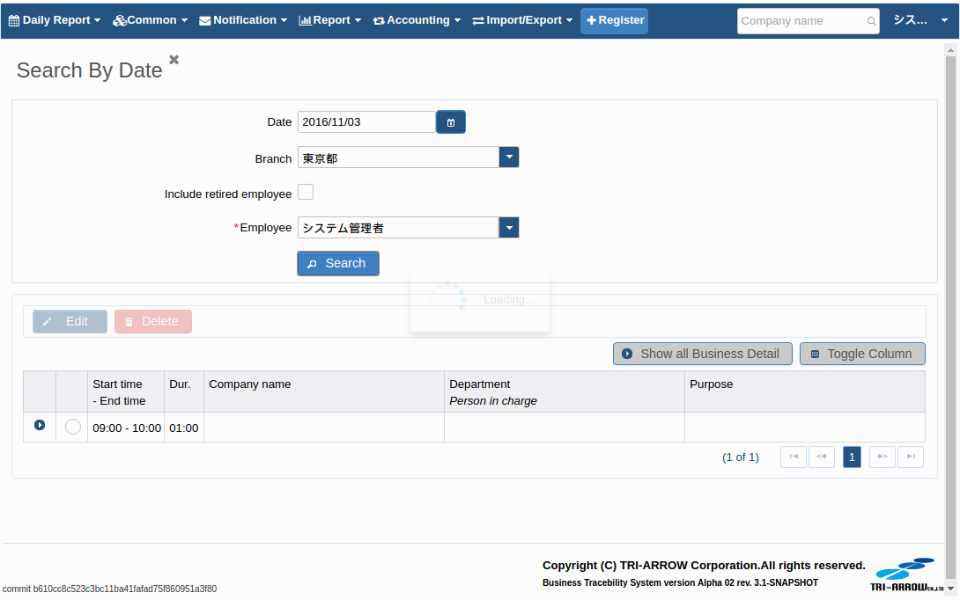 Daily Report Common Notification Report Accounting Import/Export Register Company name シス...
Search By Date
Date 2016/11/03
Branch 東京都
Include retired employee
*Employee システム管理者
Search
Loading...
Edit Delete
Show all Business Detail Toggle Column
Start time Dur. Company name Department Purpose
- End time Person in charge
09:00 - 10:00 01:00
(1 of 1) 1
Copyright (C) TRI-ARROW Corporation.All rights reserved.
Business Tracebility System version Alpha 02 rev. 3.1-SNAPSHOT
TRI-ARROW CO.,LTD
commit b610cc8c523c3bc11ba41fafad75f860951a3f80